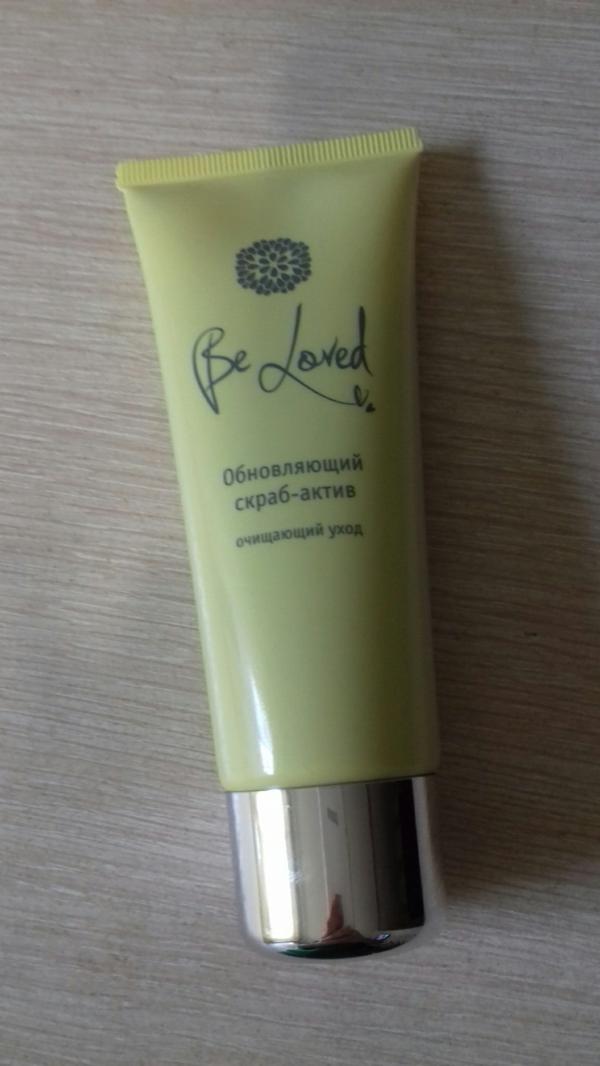 Be Loved
Обновляющий
скраб-актив
очищающий уход